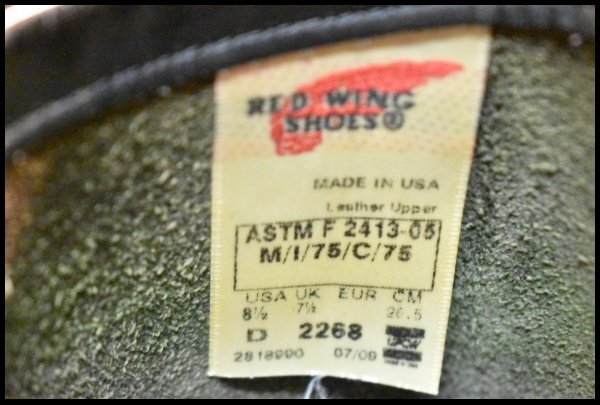 RED WING
SHOES®
MADE IN USA
Leather Upper
ASTM F 2413-05
M/I/75/C/75
USA UK EUR CM
8½ 7½ 26.5
D 2268
2818990 07/09